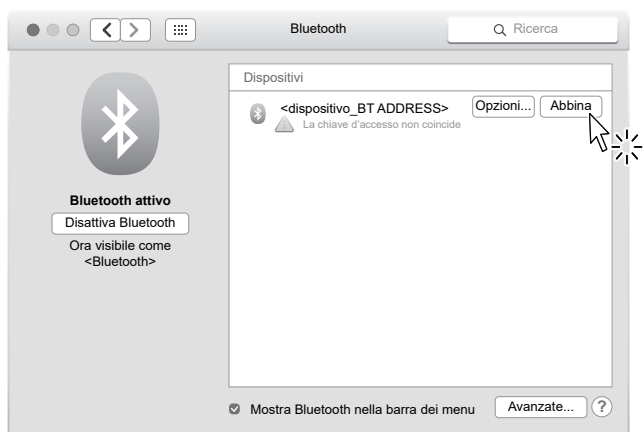 Bluetooth
Ricerca
Dispositivi
<dispositivo_BT ADDRESS>
Opzioni...
Abbina
La chiave d'accesso non coincide
Bluetooth attivo
Disattiva Bluetooth
Ora visibile come
<Bluetooth>
Mostra Bluetooth nella barra dei menu
Avanzate...
?